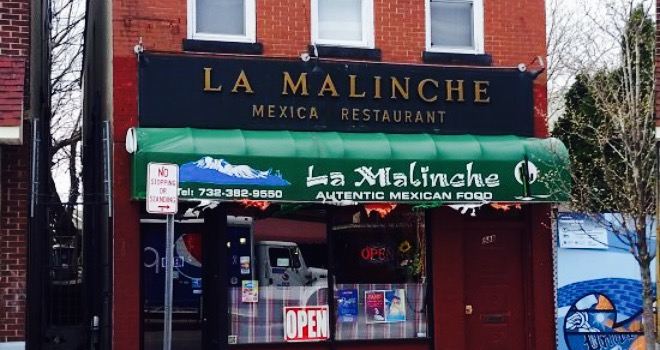 LA MALINCHE
MEXICA RESTAURANT
La Malinche
Tel: 732-382-9550
AUTENTIC MEXICAN FOOD
NO
STOPPING
OR
STANDING
OPEN
OPEN